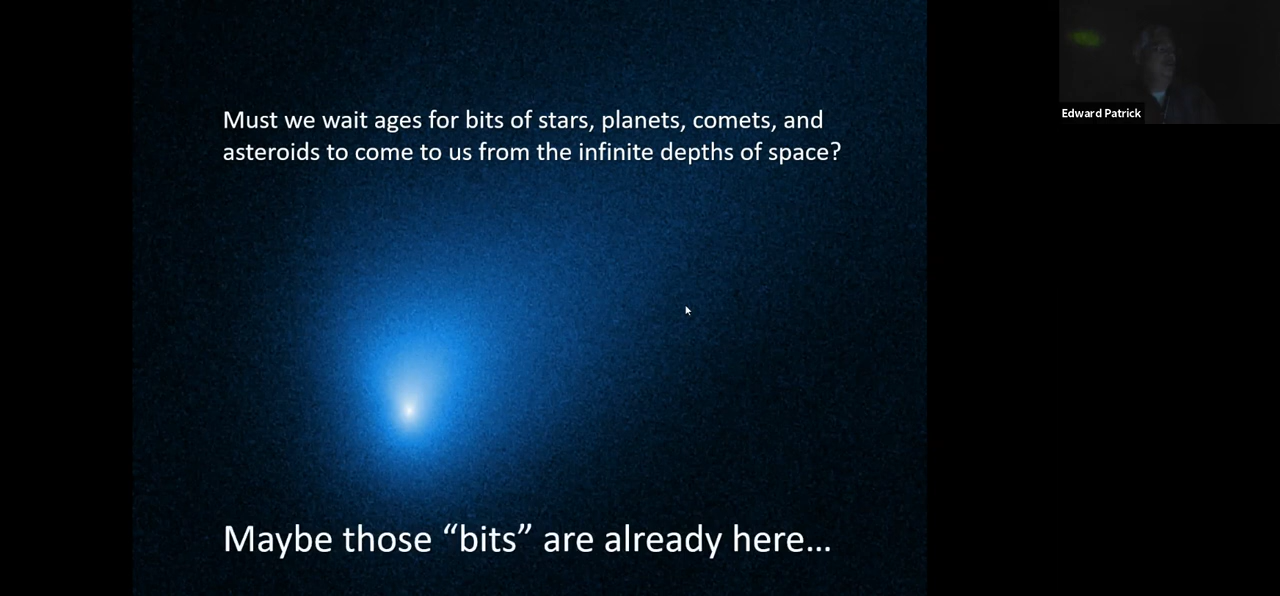 Must we wait ages for bits of stars, planets, comets, and
asteroids to come to us from the infinite depths of space?
Edward Patrick
Maybe those “bits” are already here…